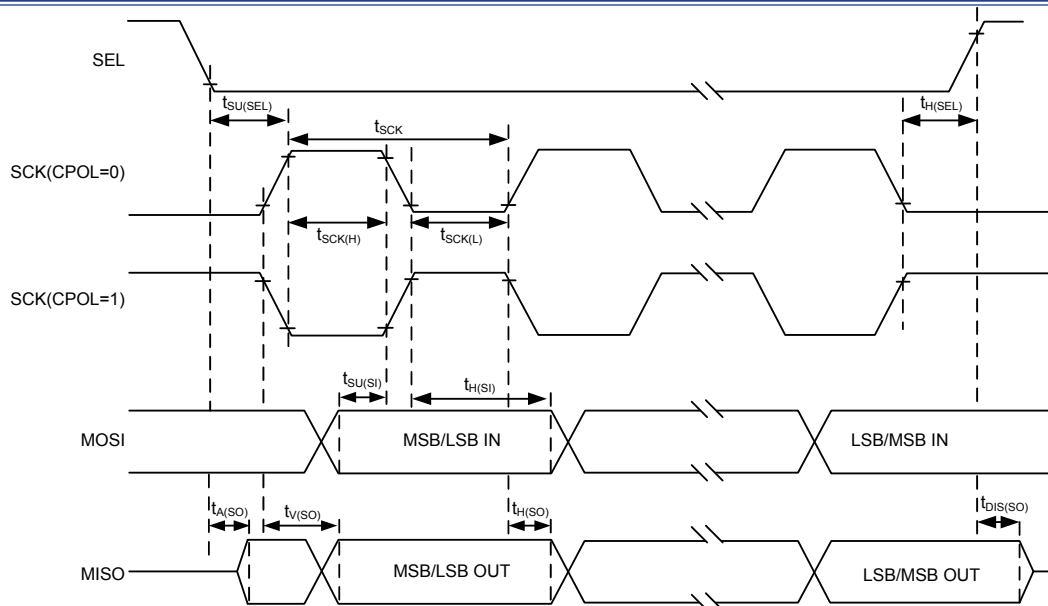 SEL
tSU(SEL)
tH(SEL)
tSCK
SCK(CPOL=0)
tSCK(H)
tSCK(L)
SCK(CPOL=1)
tSU(SI)
tH(SI)
MOSI
MSB/LSB IN
LSB/MSB IN
tA(SO)
tV(SO)
tH(SO)
tDIS(SO)
MISO
MSB/LSB OUT
LSB/MSB OUT